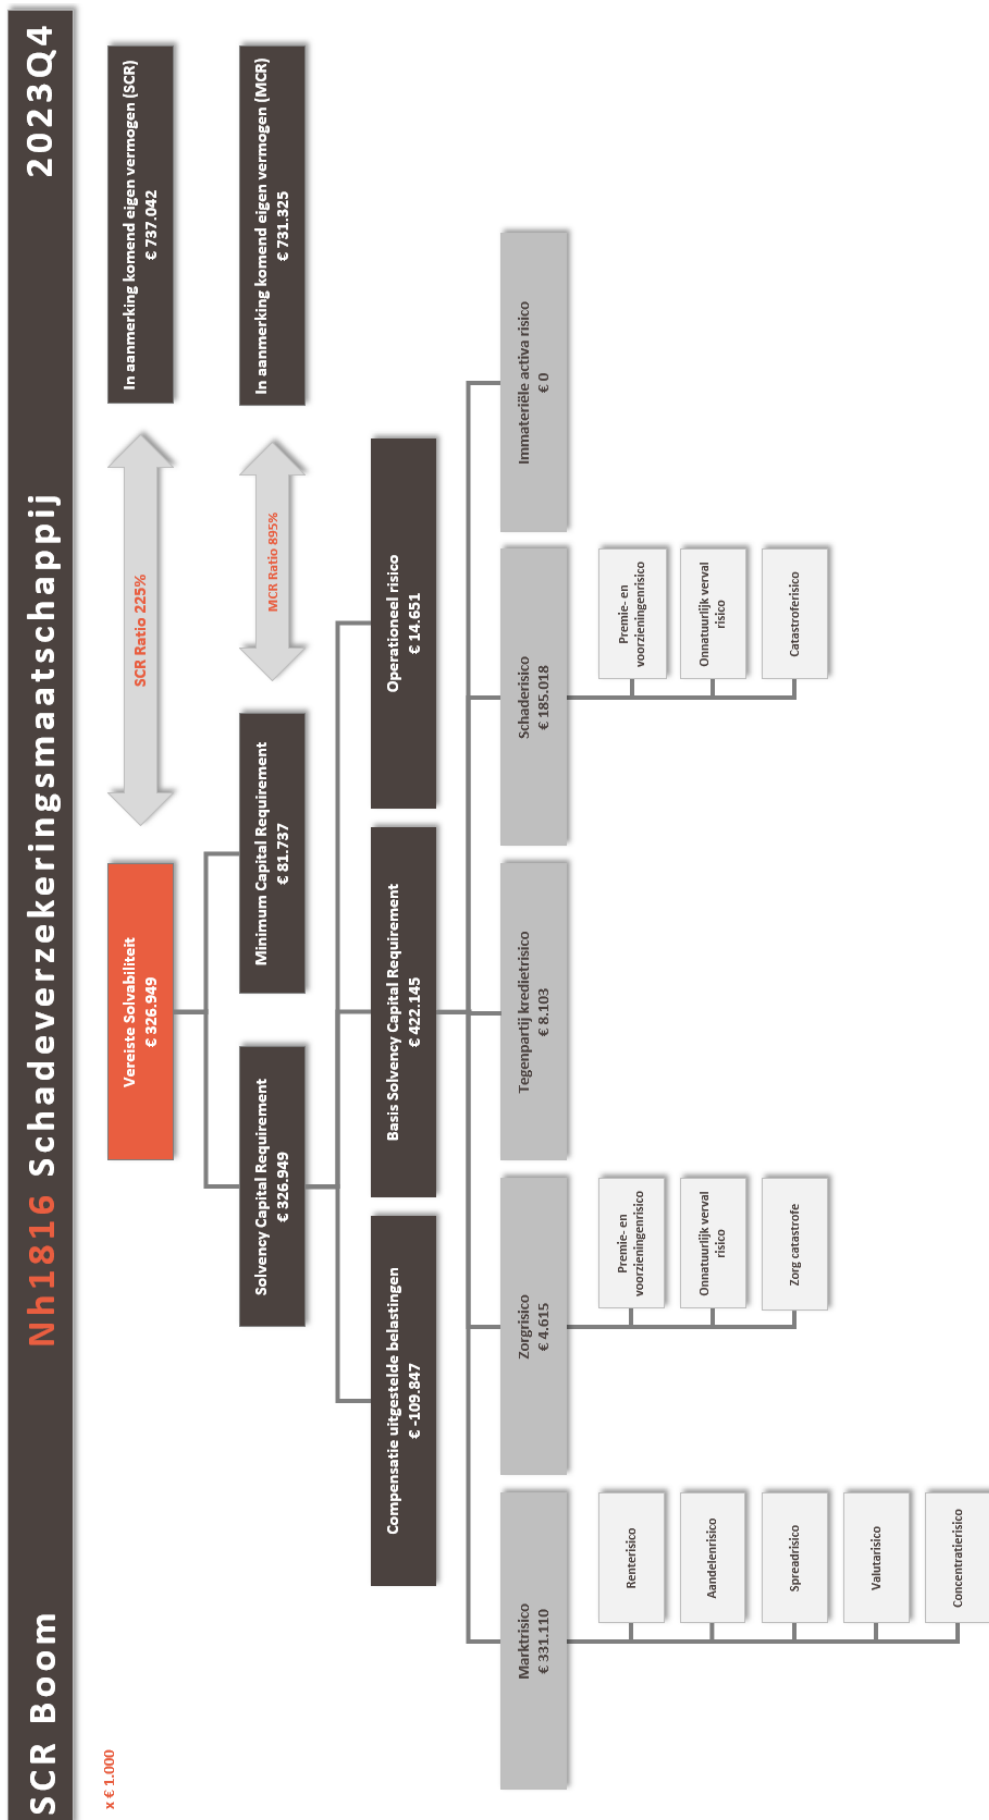 SCR Boom Nh1816 Schadeverzekeringsmaatschappij 2023Q4
x € 1.000
Vereiste Solvabiliteit
€ 326.949
SCR Ratio 225%
In aanmerking komend eigen vermogen (SCR)
€ 737.042
Solvency Capital Requirement
€ 326.949
Minimum Capital Requirement
€ 81.737
MCR Ratio 895%
In aanmerking komend eigen vermogen (MCR)
€ 731.325
Compensatie uitgestelde belastingen
€ -109.847
Basis Solvency Capital Requirement
€ 422.145
Operationeel risico
€ 14.651
Marktrisico
€ 331.110
Zorgrisico
€ 4.615
Tegenpartij kredietrisico
€ 8.103
Schaderisico
€ 185.018
Immateriële activa risico
€ 0
Renterisico
Aandelenrisico
Spreadrisico
Valutarisico
Concentratierisico
Premie- en
voorzieningenrisico
Onnatuurlijk verval
risico
Zorg catastrofe
Premie- en
voorzieningenrisico
Onnatuurlijk verval
risico
Catastroferisico